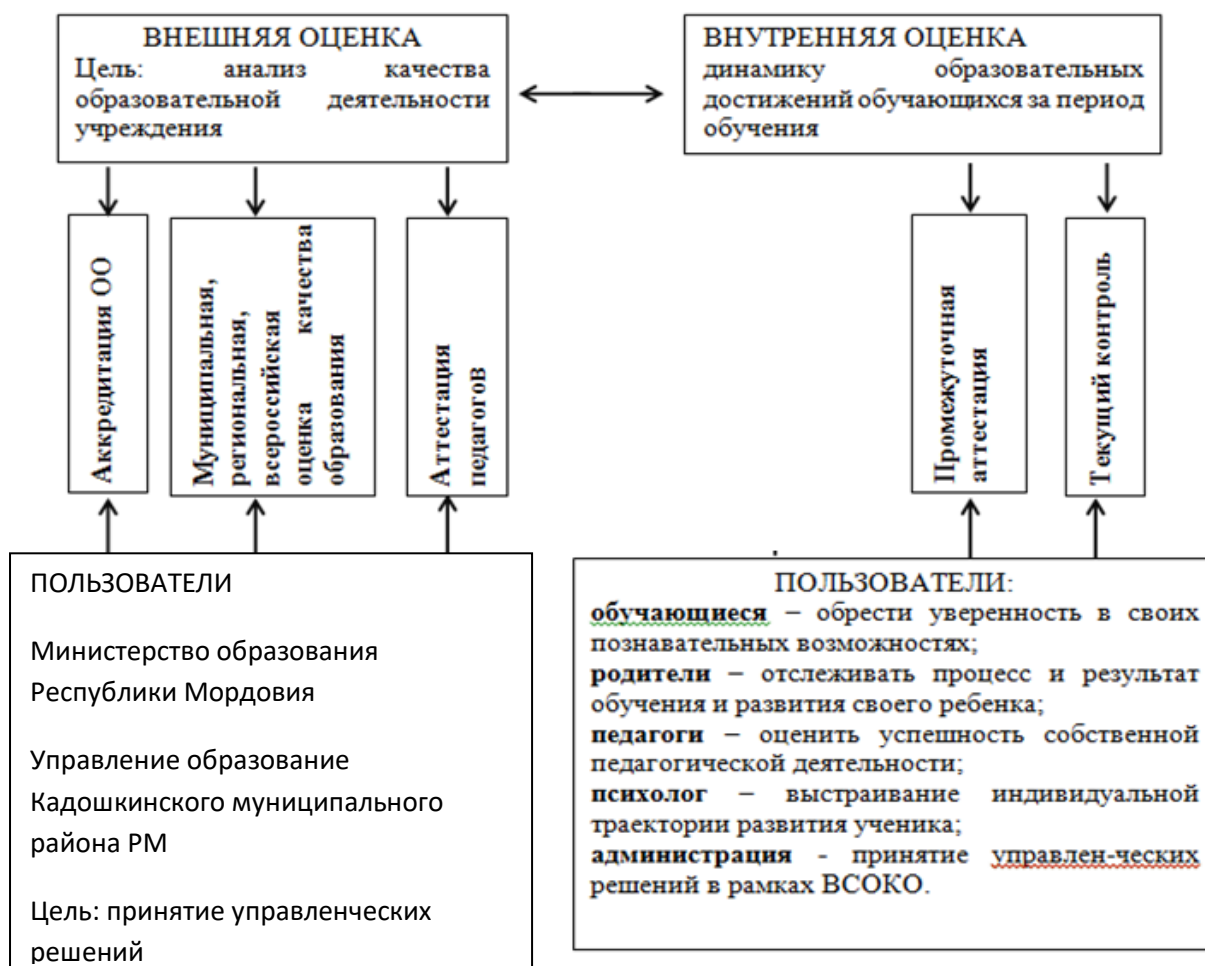 ВНЕШНЯЯ ОЦЕНКА
Цель: анализ качества
образовательной деятельности
учреждения
ВНУТРЕННЯЯ ОЦЕНКА
динамику образовательных
достижений обучающихся за период
обучения
Аккредитация ОО
Муниципальная,
региональная,
всероссийская
оценка качества
образования
Аттестация
педагогов
Промежуточная
аттестация
Текущий контроль
ПОЛЬЗОВАТЕЛИ
Министерство образования
Республики Мордовия
Управление образование
Кадошкинского муниципального
района РМ
Цель: принятие управленческих
решений
ПОЛЬЗОВАТЕЛИ:
обучающиеся – обрести уверенность в своих
познавательных возможностях;
родители – отслеживать процесс и результат
обучения и развития своего ребенка;
педагоги – оценить успешность собственной
педагогической деятельности;
психолог – выстраивание индивидуальной
траектории развития ученика;
администрация - принятие управлен-ческих
решений в рамках ВСОКО.